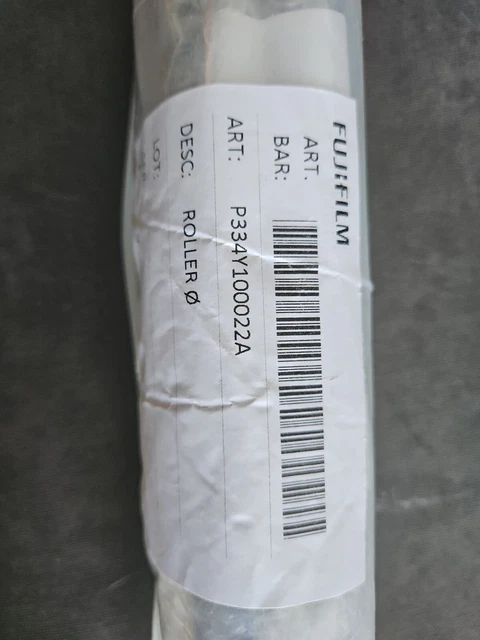 FUJIFILM
ART.
BAR:
ART: P334Y100022A
DESC: ROLLER Ø
LOT: